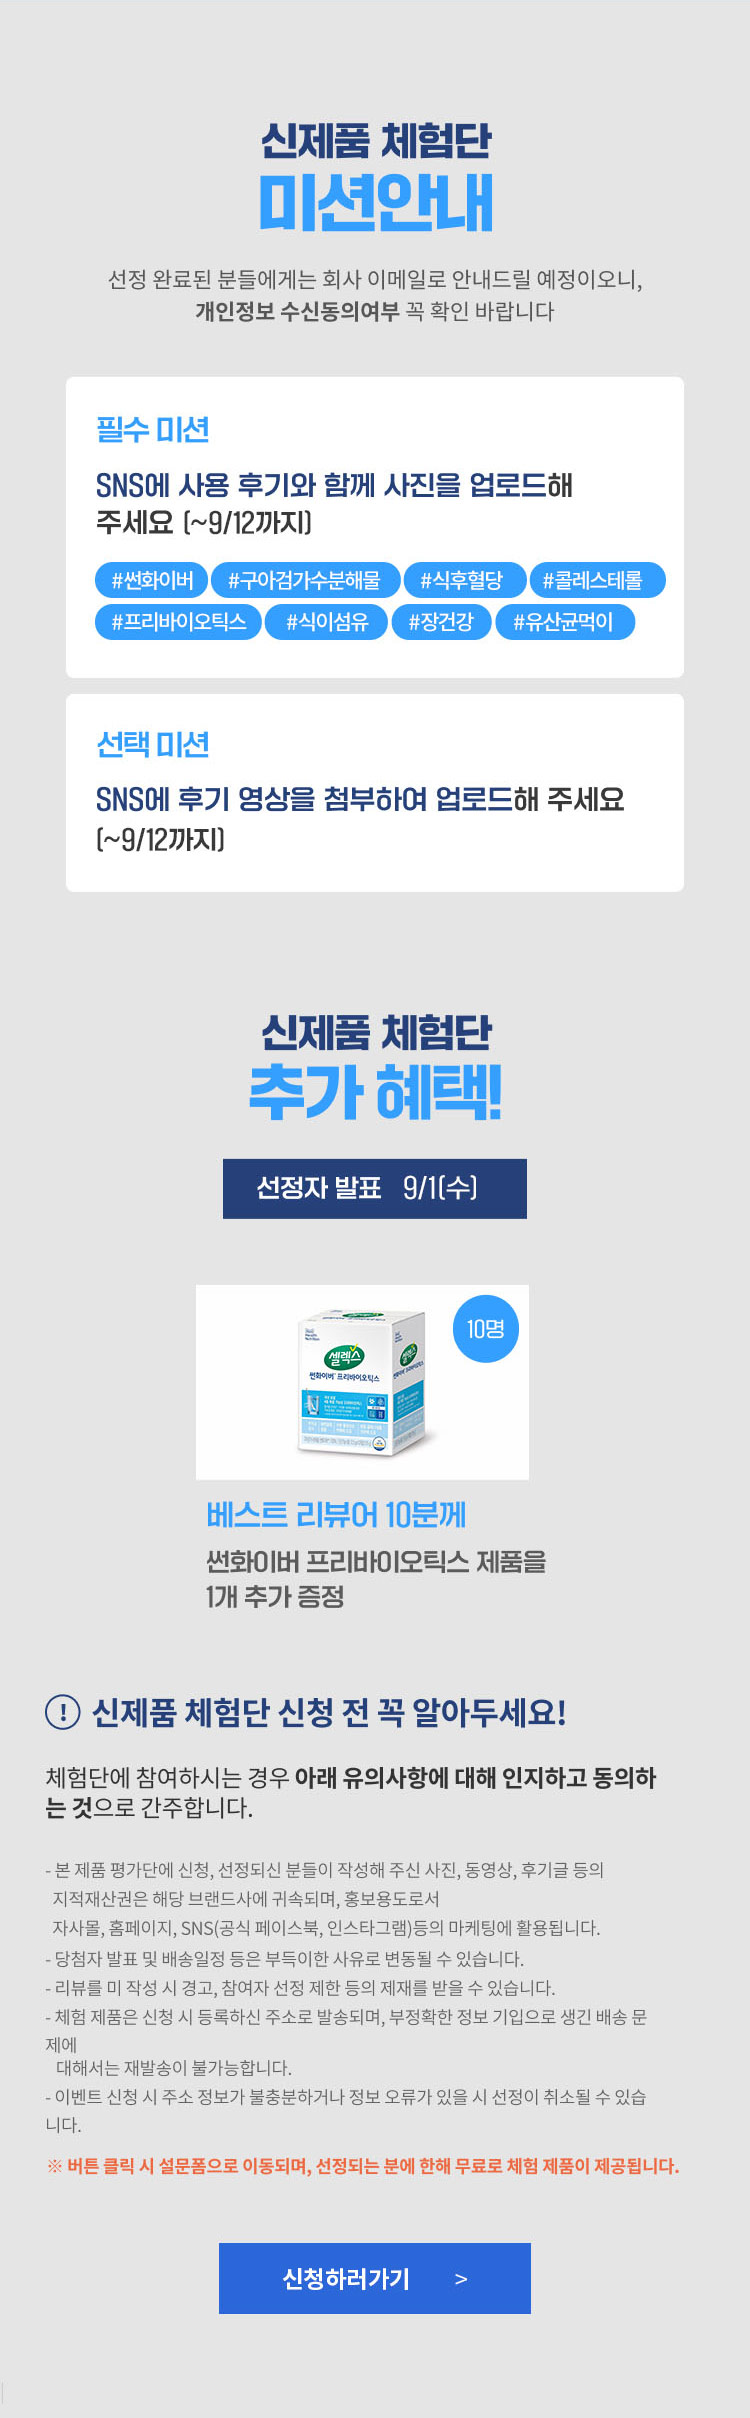 신제품 체험단
미션안내
선정 완료된 분들에게는 회사 이메일로 안내드릴 예정이오니,
개인정보 수신동의여부 꼭 확인 바랍니다
필수 미션
SNS에 사용 후기와 함께 사진을 업로드해
주세요 (~9/12까지)
#썬화이버 #구아검가수분해물 #식후혈당 #콜레스테롤
#프리바이오틱스 #식이섬유 #장건강 #유산균먹이
선택 미션
SNS에 후기 영상을 첨부하여 업로드해 주세요
(~9/12까지)
신제품 체험단
추가 혜택!
선정자 발표 9/1(수)
10명
셀렉스
썬화이버 프리바이오틱스
베스트 리뷰어 10분께
썬화이버 프리바이오틱스 제품을
1개 추가 증정
! 신제품 체험단 신청 전 꼭 알아두세요!
체험단에 참여하시는 경우 아래 유의사항에 대해 인지하고 동의하
는 것으로 간주합니다.
- 본 제품 평가단에 신청, 선정되신 분들이 작성해 주신 사진, 동영상, 후기글 등의
지적재산권은 해당 브랜드사에 귀속되며, 홍보용도로서
자사몰, 홈페이지, SNS(공식 페이스북, 인스타그램)등의 마케팅에 활용됩니다.
- 당첨자 발표 및 배송일정 등은 부득이한 사유로 변동될 수 있습니다.
- 리뷰를 미 작성 시 경고, 참여자 선정 제한 등의 제재를 받을 수 있습니다.
- 체험 제품은 신청 시 등록하신 주소로 발송되며, 부정확한 정보 기입으로 생긴 배송 문
제에
대해서는 재발송이 불가능합니다.
- 이벤트 신청 시 주소 정보가 불충분하거나 정보 오류가 있을 시 선정이 취소될 수 있습
니다.
※ 버튼 클릭 시 설문폼으로 이동되며, 선정되는 분에 한해 무료로 체험 제품이 제공됩니다.
신청하러가기 >